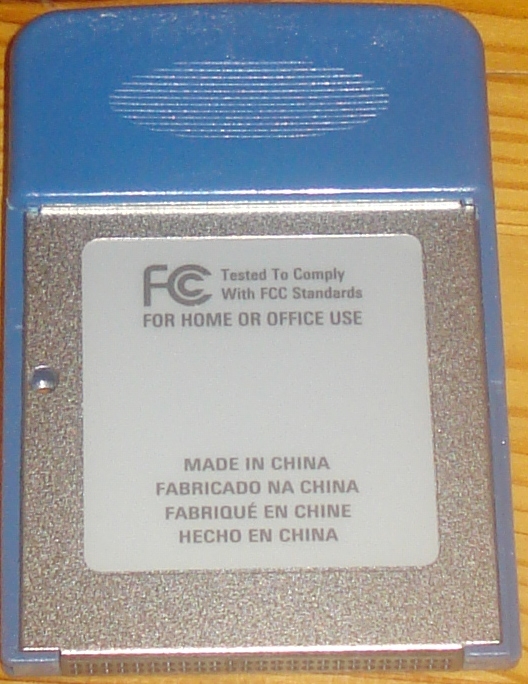 FCC Tested To Comply
With FCC Standards
FOR HOME OR OFFICE USE
MADE IN CHINA
FABRICADO NA CHINA
FABRIQUÉ EN CHINE
HECHO EN CHINA